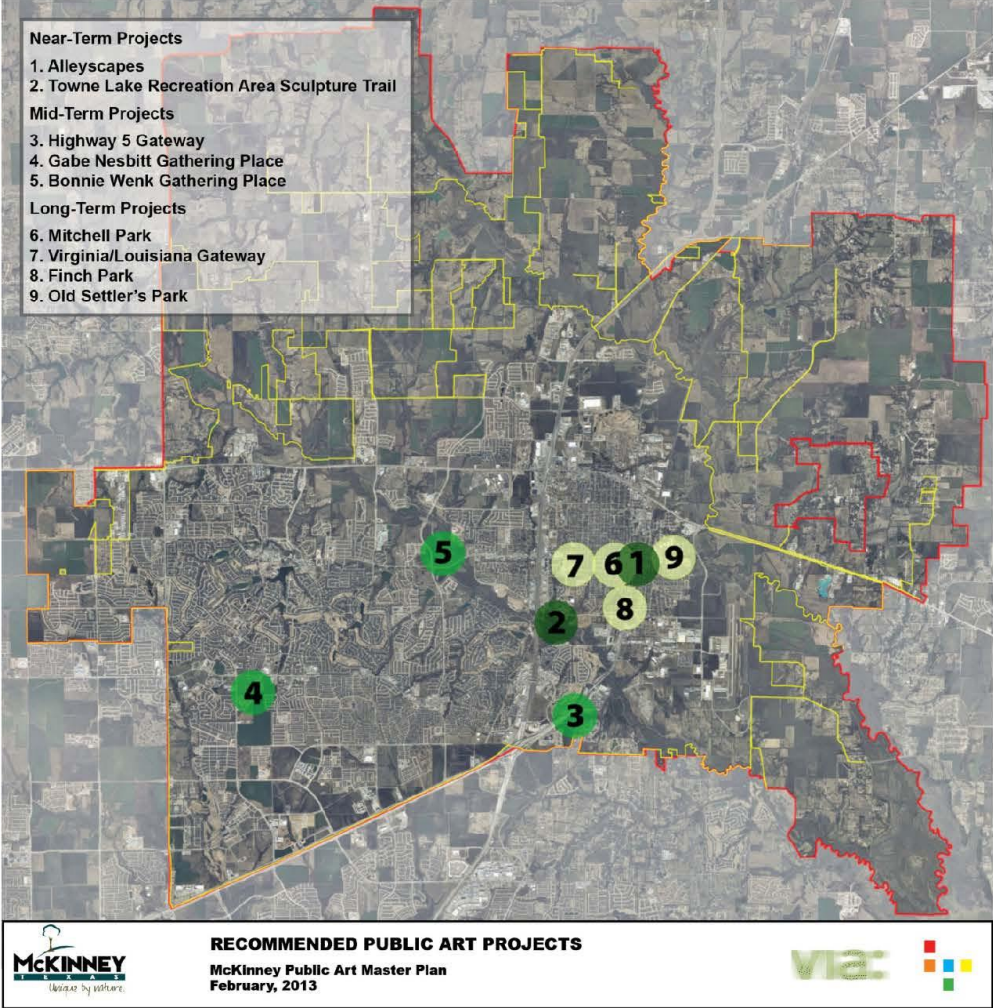 Near-Term Projects
1. Alleyscapes
2. Towne Lake Recreation Area Sculpture Trail
Mid-Term Projects
3. Highway 5 Gateway
4. Gabe Nesbitt Gathering Place
5. Bonnie Wenk Gathering Place
Long-Term Projects
6. Mitchell Park
7. Virginia/Louisiana Gateway
8. Finch Park
9. Old Settler's Park
5
7
6
1
9
8
2
4
3
McKINNEY
TEXAS
Unique by nature.
RECOMMENDED PUBLIC ART PROJECTS
McKinney Public Art Master Plan
February, 2013
via: